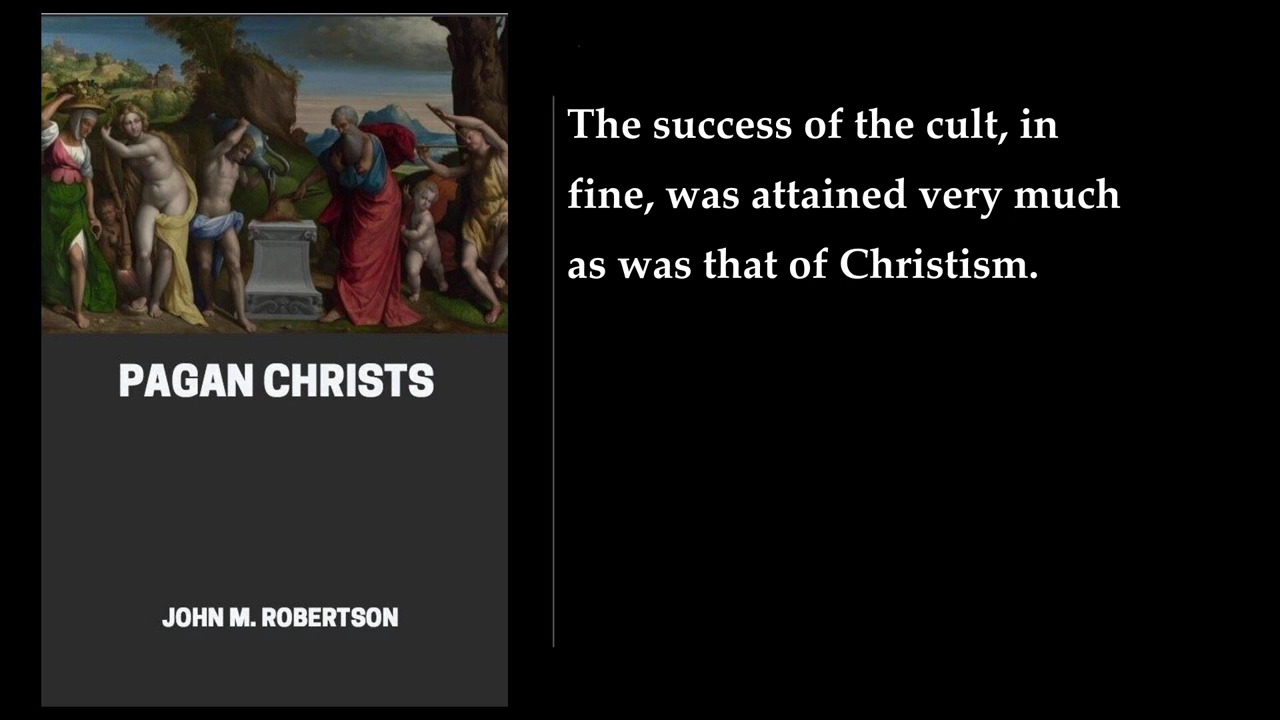 PAGAN CHRISTS
JOHN M. ROBERTSON
The success of the cult, in
fine, was attained very much
as was that of Christism.